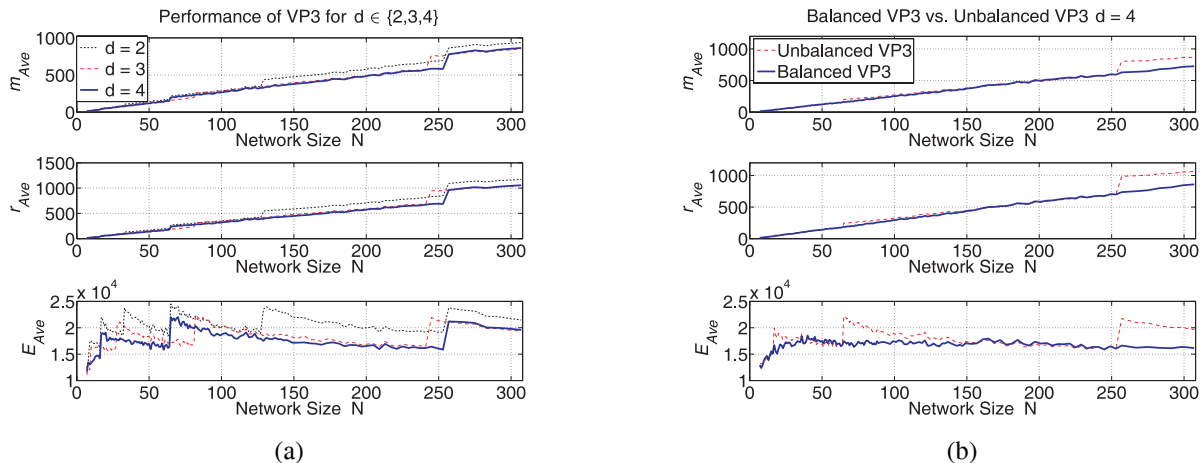 Performance of VP3 for d ∈ {2,3,4}
1000
500
0
m_Ave
d = 2
d = 3
d = 4
0 50 100 150 200 250 300
Network Size N
1500
1000
500
0
r_Ave
0 50 100 150 200 250 300
Network Size N
2.5 x 10^4
2
1.5
1
E_Ave
0 50 100 150 200 250 300
Network Size N
(a)
Balanced VP3 vs. Unbalanced VP3 d = 4
1000
500
0
m_Ave
Unbalanced VP3
Balanced VP3
0 50 100 150 200 250 300
Network Size N
1000
500
0
r_Ave
0 50 100 150 200 250 300
Network Size N
2.5 x 10^4
2
1.5
1
E_Ave
0 50 100 150 200 250 300
Network Size N
(b)